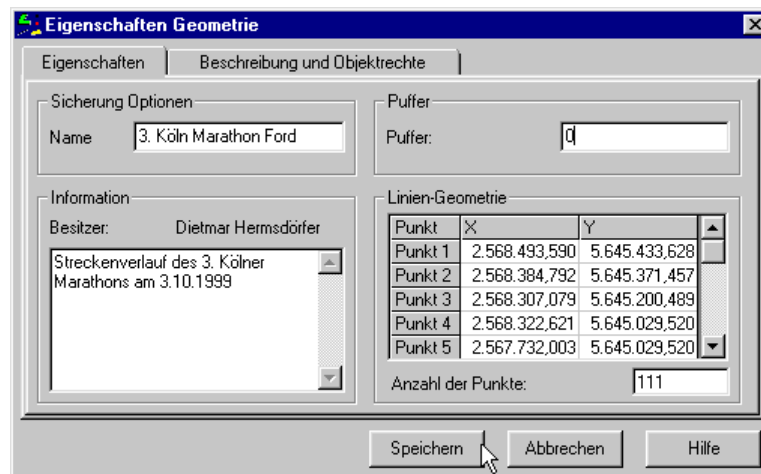 Eigenschaften Geometrie
Eigenschaften
Beschreibung und Objektrechte
Sicherung Optionen
Name
3. Köln Marathon Ford
Puffer
Puffer:
0
Information
Besitzer: Dietmar Hermsdörfer
Streckenverlauf des 3. Kölner
Marathons am 3.10.1999
Linien-Geometrie
Punkt X Y
Punkt 1 2.568.493,590 5.645.433,628
Punkt 2 2.568.384,792 5.645.371,457
Punkt 3 2.568.307,079 5.645.200,489
Punkt 4 2.568.322,621 5.645.029,520
Punkt 5 2.567.732,003 5.645.029,520
Anzahl der Punkte: 111
Speichern
Abbrechen
Hilfe